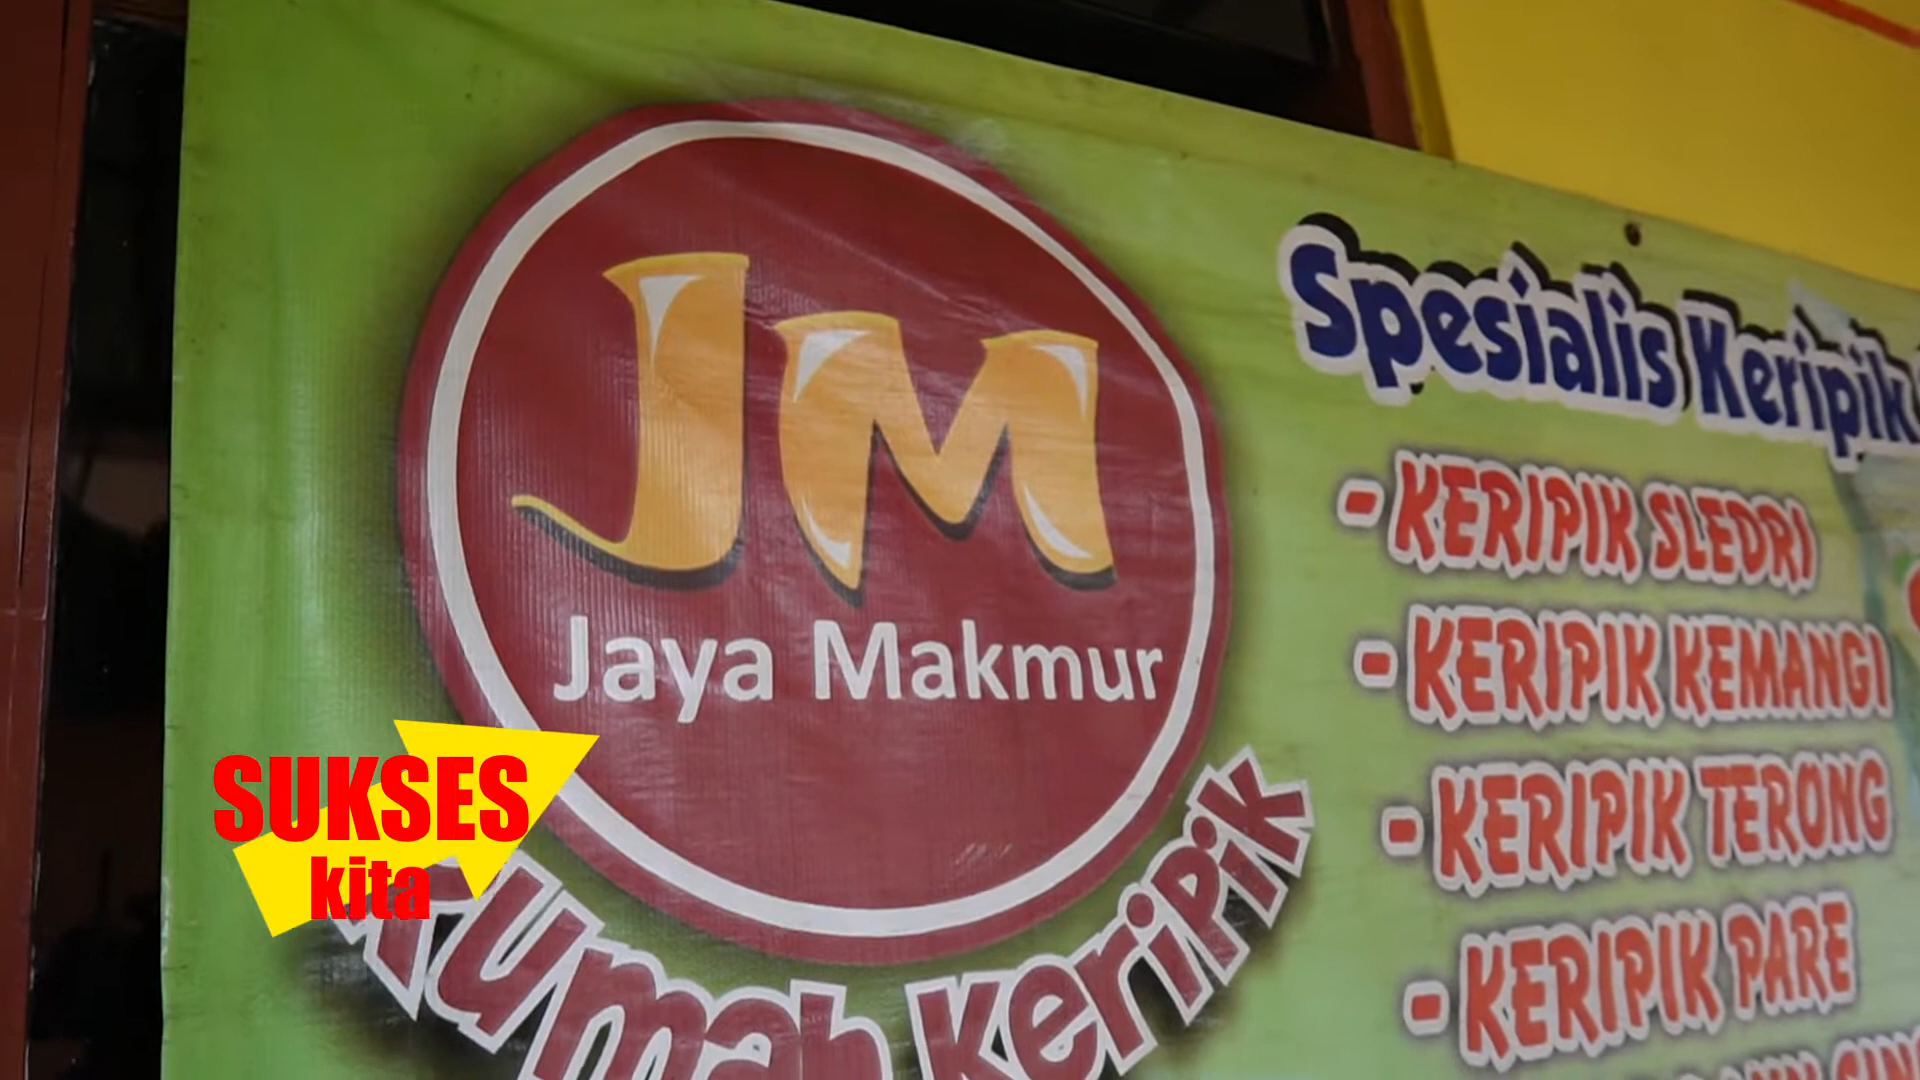 JM
Jaya Makmur
Rumah Keripik
Spesialis Keripik
- KERIPIK SLEDRI
- KERIPIK KEMANGI
- KERIPIK TERONG
- KERIPIK PARE
SUKSES
kita